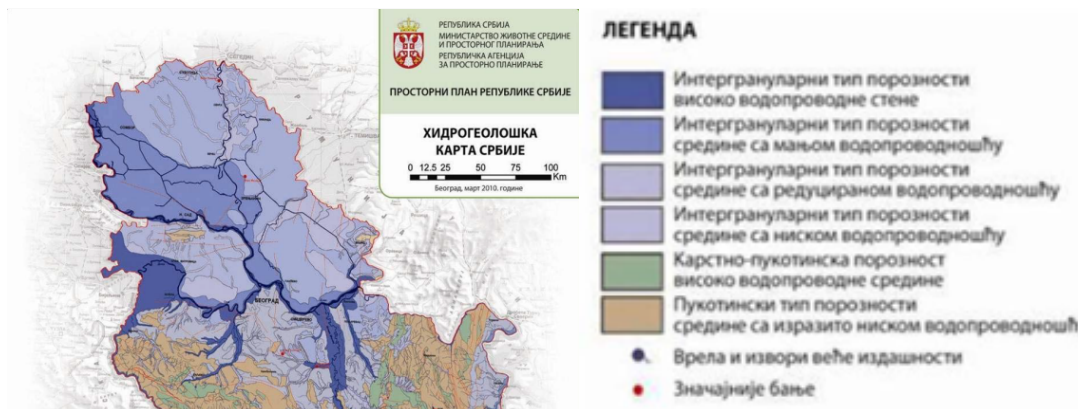 РЕПУБЛИКА СРБИЈА
МИНИСТАРСТВО ЖИВОТНЕ СРЕДИНЕ
И ПРОСТОРНОГ ПЛАНИРАЊА
РЕПУБЛИЧКА АГЕНЦИЈА
ЗА ПРОСТОРНО ПЛАНИРАЊЕ
ПРОСТОРНИ ПЛАН РЕПУБЛИКЕ СРБИЈЕ
ХИДРОГЕОЛОШКА
КАРТА СРБИЈЕ
0 12.5 25 50 75 100
Km
Београд, март 2010. године
БЕОГРАД
ЛЕГЕНДА
Интергрануларни тип порозности
високо водопроводне стене
Интергрануларни тип порозности
средине са мањом водопроводношћу
Интергрануларни тип порозности
средине са редуцираном водопроводношћу
Интергрануларни тип порозности
средине са ниском водопроводношћу
Карстно-пукотинска порозност
високо водопроводне средине
Пукотински тип порозности
средине са изразито ниском водопроводношћ
Врела и извори веће издашности
Значајније бање